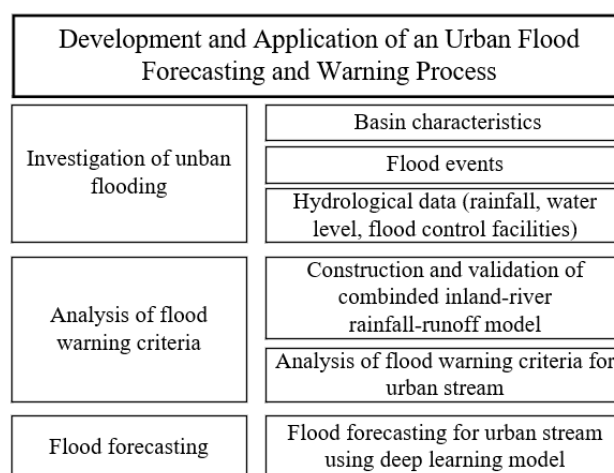 Development and Application of an Urban Flood
Forecasting and Warning Process
Investigation of unban
flooding
Basin characteristics
Flood events
Hydrological data (rainfall, water
level, flood control facilities)
Analysis of flood
warning criteria
Construction and validation of
combinded inland-river
rainfall-runoff model
Analysis of flood warning criteria for
urban stream
Flood forecasting
Flood forecasting for urban stream
using deep learning model